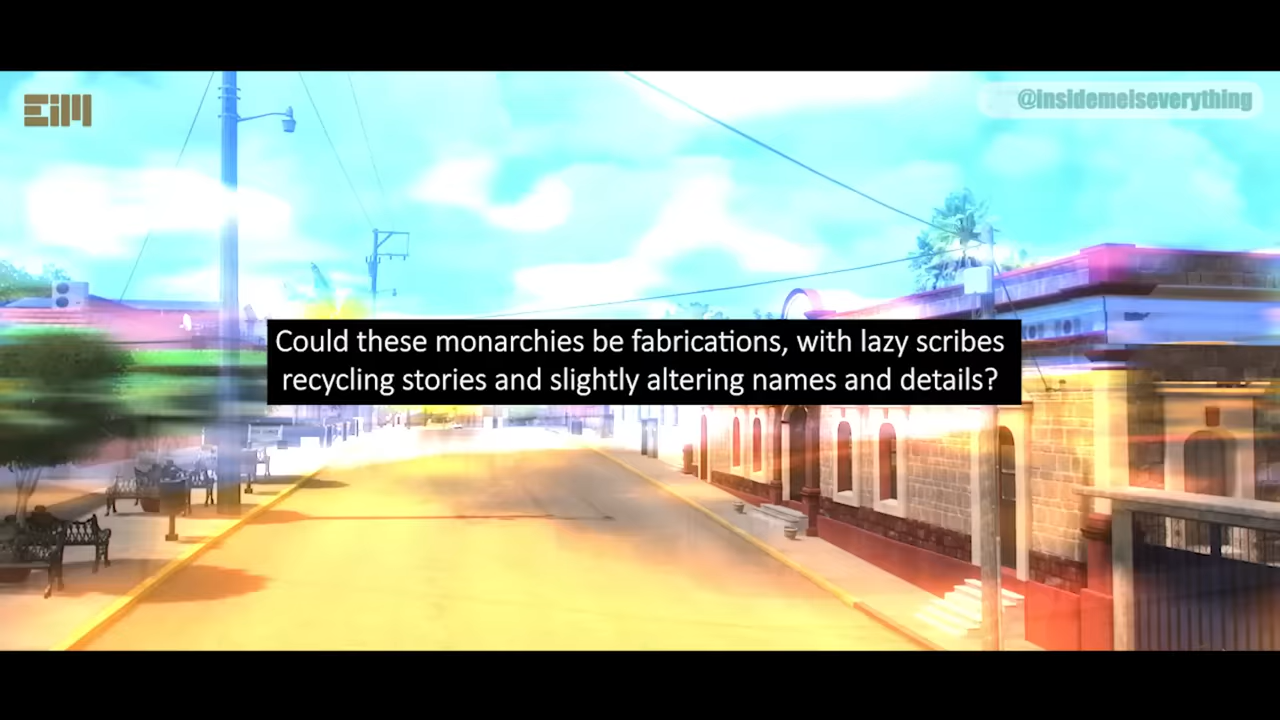 EIM
@insidemeiseverything
Could these monarchies be fabrications, with lazy scribes
recycling stories and slightly altering names and details?